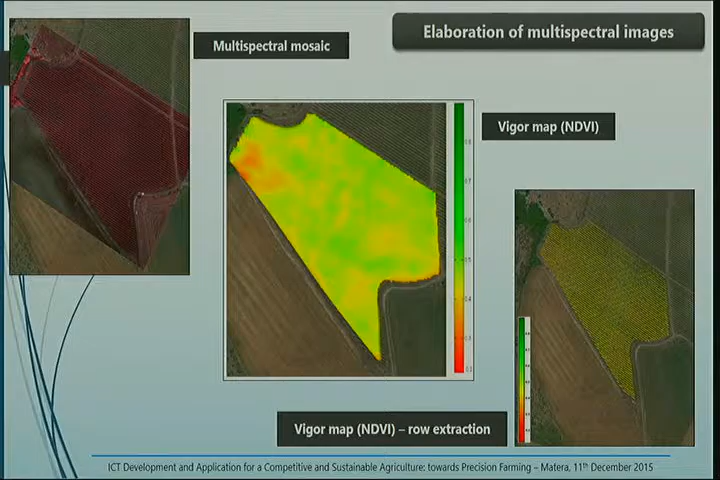 Elaboration of multispectral images
Multispectral mosaic
Vigor map (NDVI)
Vigor map (NDVI) – row extraction
ICT Development and Application for a Competitive and Sustainable Agriculture: towards Precision Farming – Matera, 11th December 2015